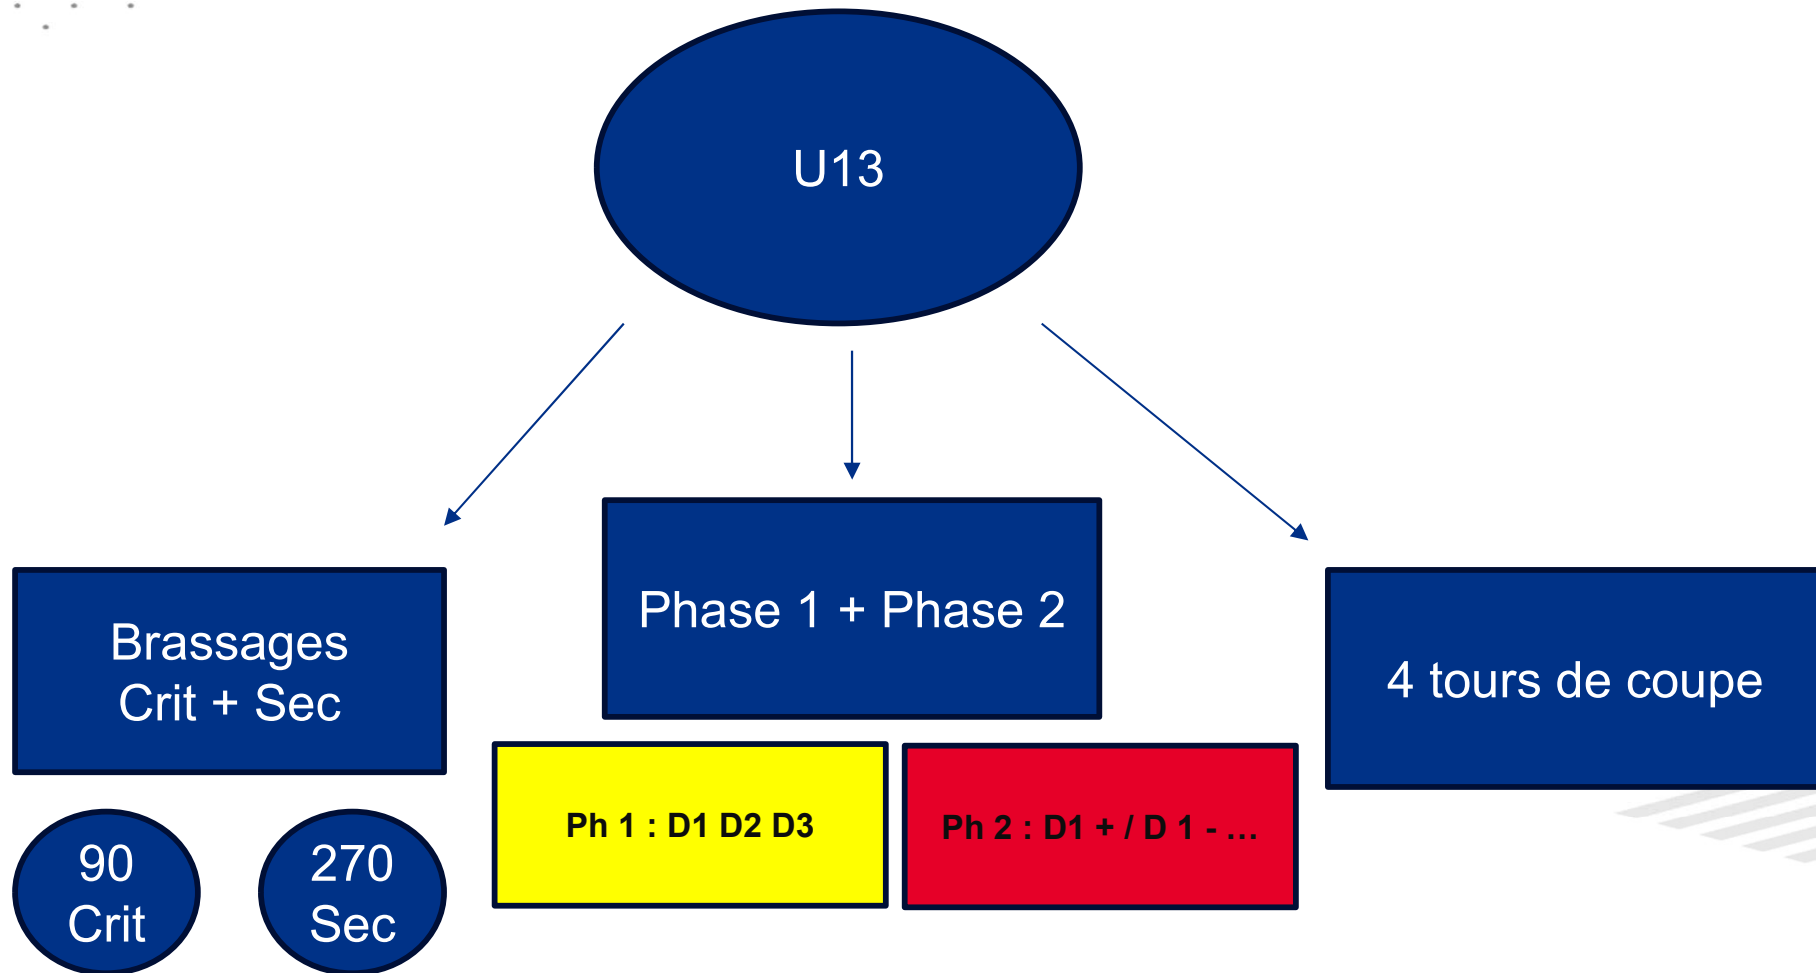 U13
Brassages
Crit + Sec
Phase 1 + Phase 2
4 tours de coupe
90
Crit
270
Sec
Ph 1 : D1 D2 D3
Ph 2 : D1 + / D 1 - ...